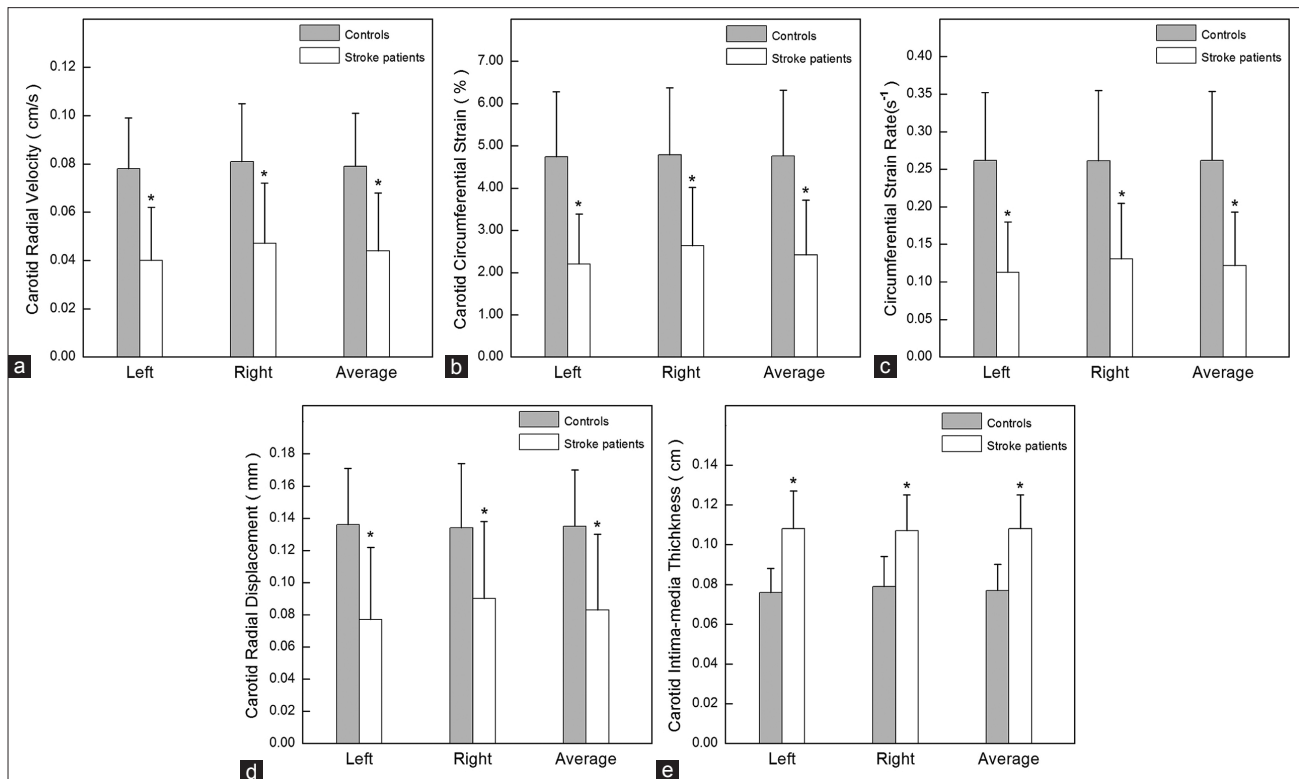 Controls
Stroke patients
Carotid Radial Velocity ( cm/s )
0.12
0.10
0.08
0.06
0.04
0.02
0.00
* * *
Left Right Average
a
Controls
Stroke patients
Carotid Circumferential Strain ( % )
7.00
6.00
5.00
4.00
3.00
2.00
1.00
0.00
* * *
Left Right Average
b
Controls
Stroke patients
Circumferential Strain Rate(s⁻¹)
0.40
0.35
0.30
0.25
0.20
0.15
0.10
0.05
0.00
* * *
Left Right Average
c
Controls
Stroke patients
Carotid Radial Displacement ( mm )
0.18
0.16
0.14
0.12
0.10
0.08
0.06
0.04
0.02
0.00
* * *
Left Right Average
d
Controls
Stroke patients
Carotid Intima-media Thichkness ( cm )
0.14
0.12
0.10
0.08
0.06
0.04
0.02
0.00
* * *
Left Right Average
e